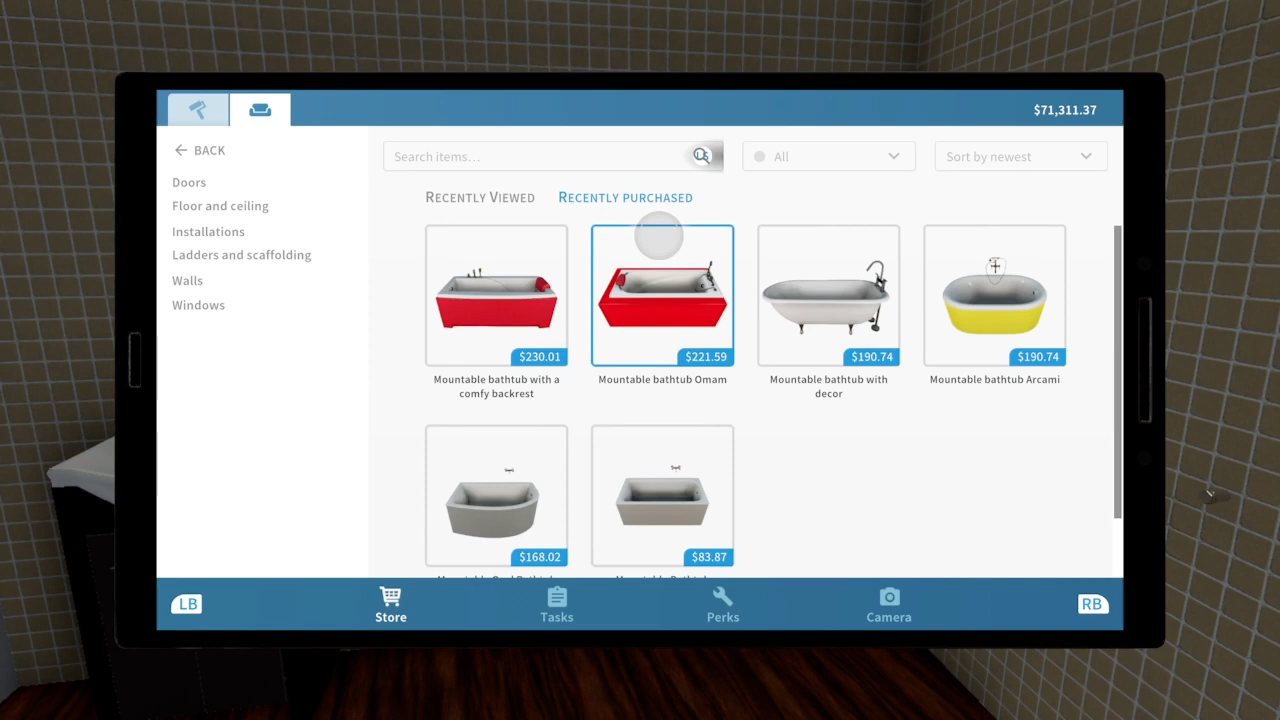 $71,311.37
BACK
Search items...
LS
All
Sort by newest
Doors
Floor and ceiling
Installations
Ladders and scaffolding
Walls
Windows
Recently Viewed
Recently purchased
$230.01
$221.59
$190.74
$190.74
Mountable bathtub with a
comfy backrest
Mountable bathtub Omam
Mountable bathtub with
decor
Mountable bathtub Arcami
$168.02
$83.87
LB
Store
Tasks
Perks
Camera
RB